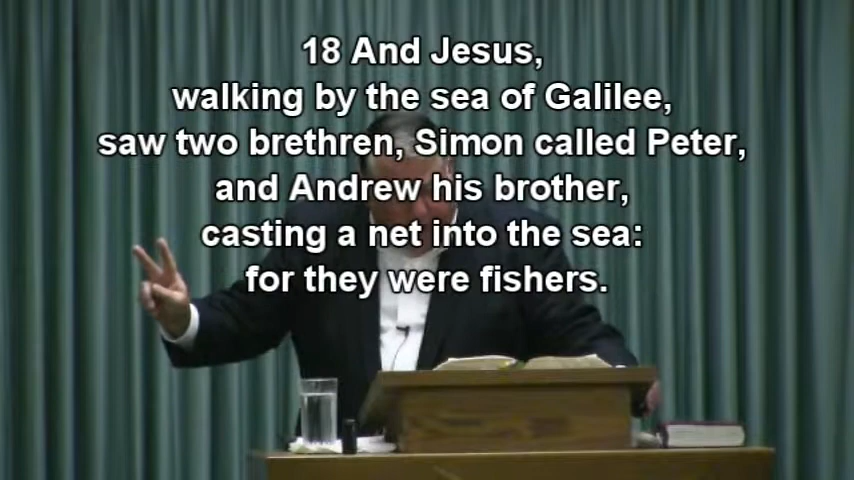 18 And Jesus,
walking by the sea of Galilee,
saw two brethren, Simon called Peter,
and Andrew his brother,
casting a net into the sea:
for they were fishers.